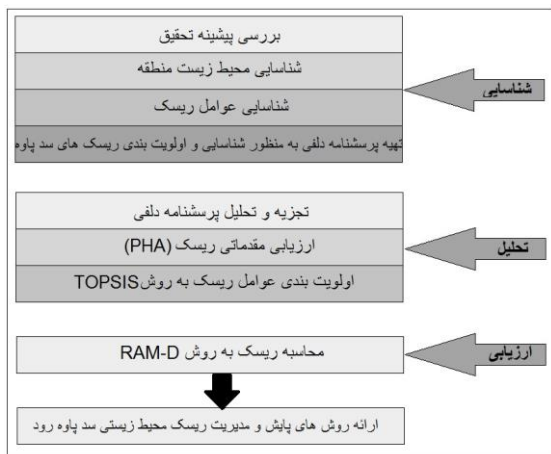 بررسی پیشینه تحقیق
شناسایی محیط زیست منطقه
شناسایی
شناسایی عوامل ریسک
تهیه پرسشنامه دلفی به منظور شناسایی و اولویت بندی ریسک های سد پاوه
تجزیه و تحلیل پرسشنامه دلفی
ارزیابی مقدماتی ریسک (PHA)
تحلیل
اولویت بندی عوامل ریسک به روش TOPSIS
محاسبه ریسک به روش RAM-D
ارزیابی
ارائه روش های پایش و مدیریت ریسک محیط زیستی سد پاوه رود